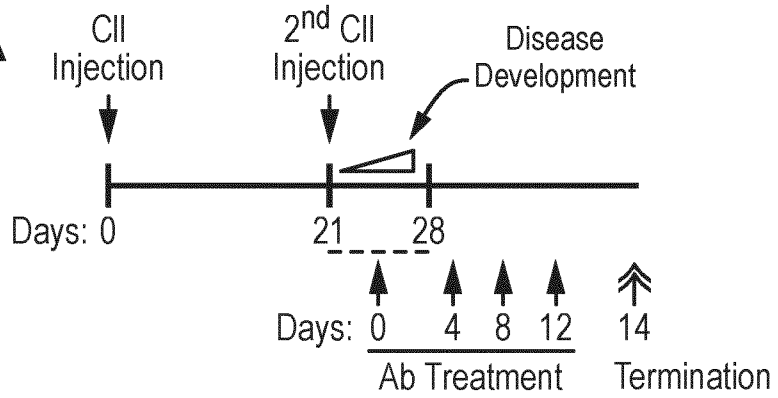 CII
Injection
2nd CII
Injection
Disease
Development
Days: 0
21
28
Days: 0 4 8 12 14
Ab Treatment
Termination